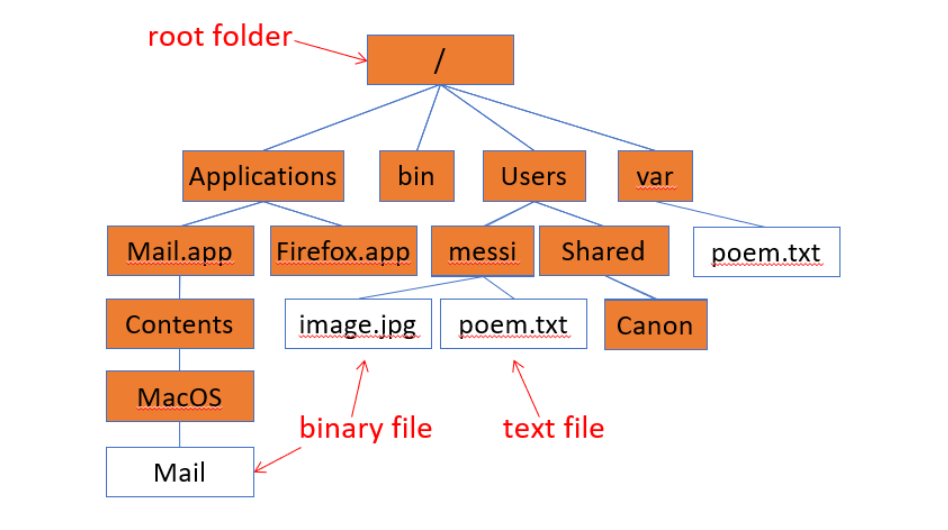 root folder
/
Applications
bin
Users
var
Mail.app
Firefox.app
messi
Shared
poem.txt
Contents
image.jpg
poem.txt
Canon
MacOS
binary file
text file
Mail